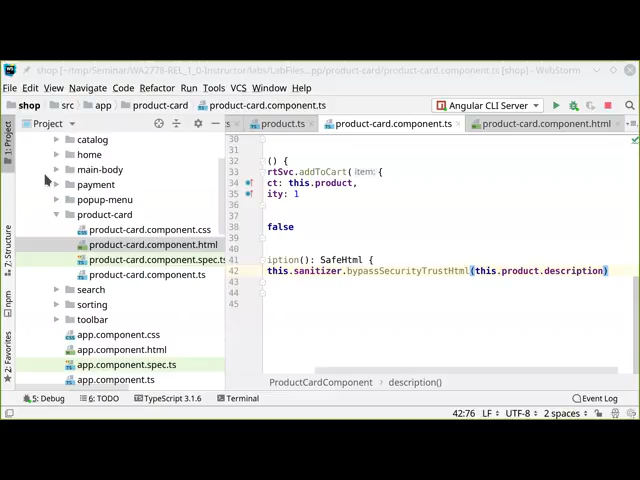 shop [~/rtmp/Seminar/WA2778-REL_1_0-Instructor/labs/LabFiles...pp/product-card/product-card.component.ts [shop] - WebStorm
File Edit View Navigate Code Refactor Run Tools VCS Window Help
shop src app product-card product-card.component.ts Angular CLI Server
1: Project
7: Structure
npm
2: Favorites
Project
catalog
home
main-body
payment
popup-menu
product-card
product-card.component.css
product-card.component.html
product-card.component.spec.ts
product-card.component.ts
search
sorting
toolbar
app.component.css
app.component.html
app.component.spec.ts
app.component.ts
product.ts product-card.component.ts product-card.component.html
30
31
32 () {
33 rtSvc.addToCart( item: {
34 ct: this.product,
35 ity: 1
36
37
38 false
39
40
41 iption(): SafeHtml {
42 this.sanitizer.bypassSecurityTrustHtml(this.product.description)
43
44
45
ProductCardComponent description()
5: Debug 6: TODO TypeScript 3.1.6 Terminal Event Log
42:76 LF UTF-8 2 spaces